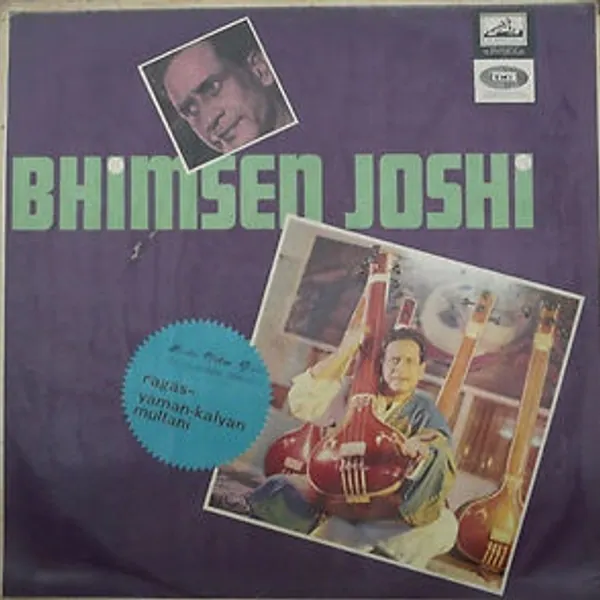 EMI
BHIMSEN JOSHI
ragas-
yaman-kalyan
multani